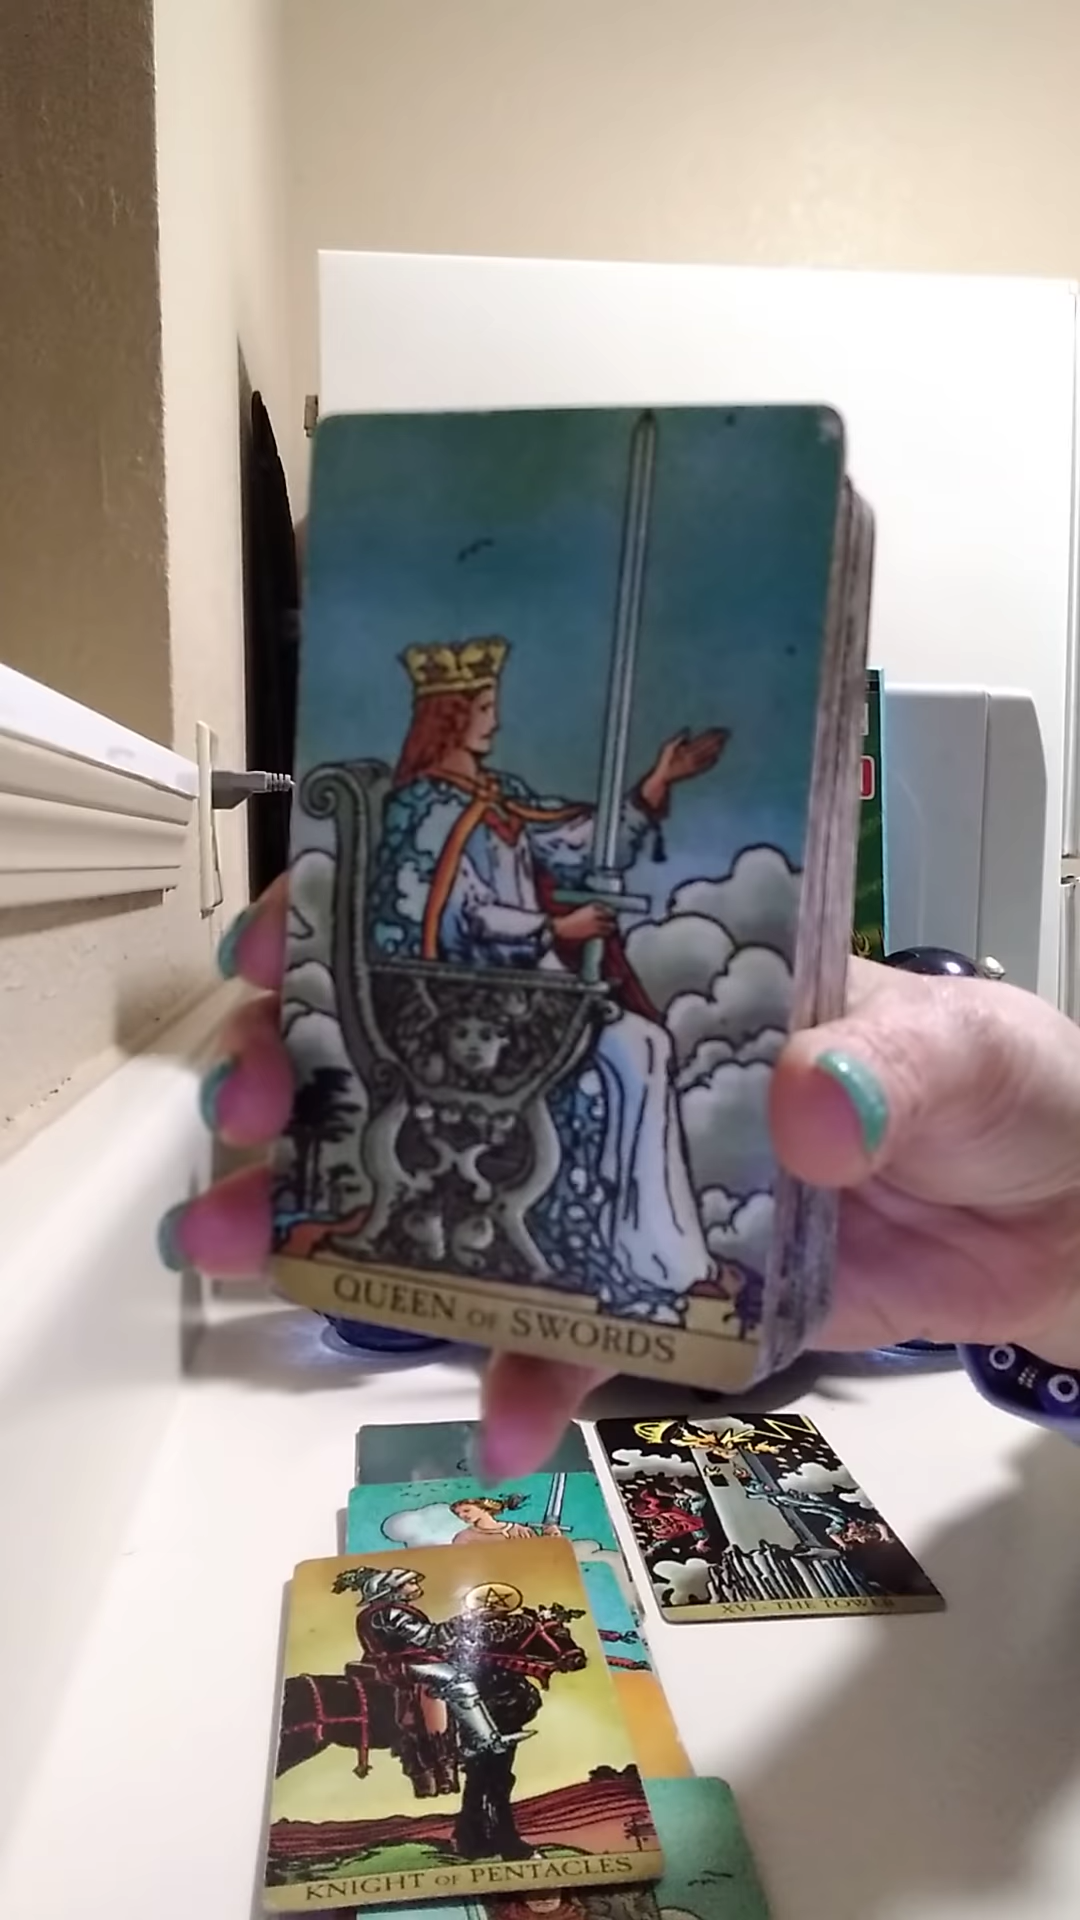 QUEEN OF SWORDS
XVI · THE TOWER
KNIGHT OF PENTACLES